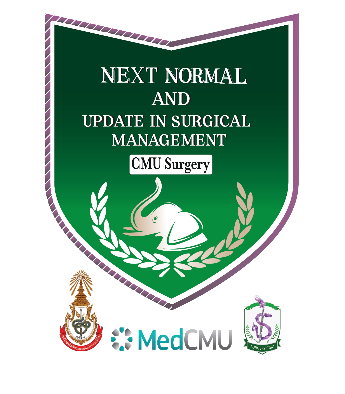 NEXT NORMAL
AND
UPDATE IN SURGICAL
MANAGEMENT
CMU Surgery
MedCMU